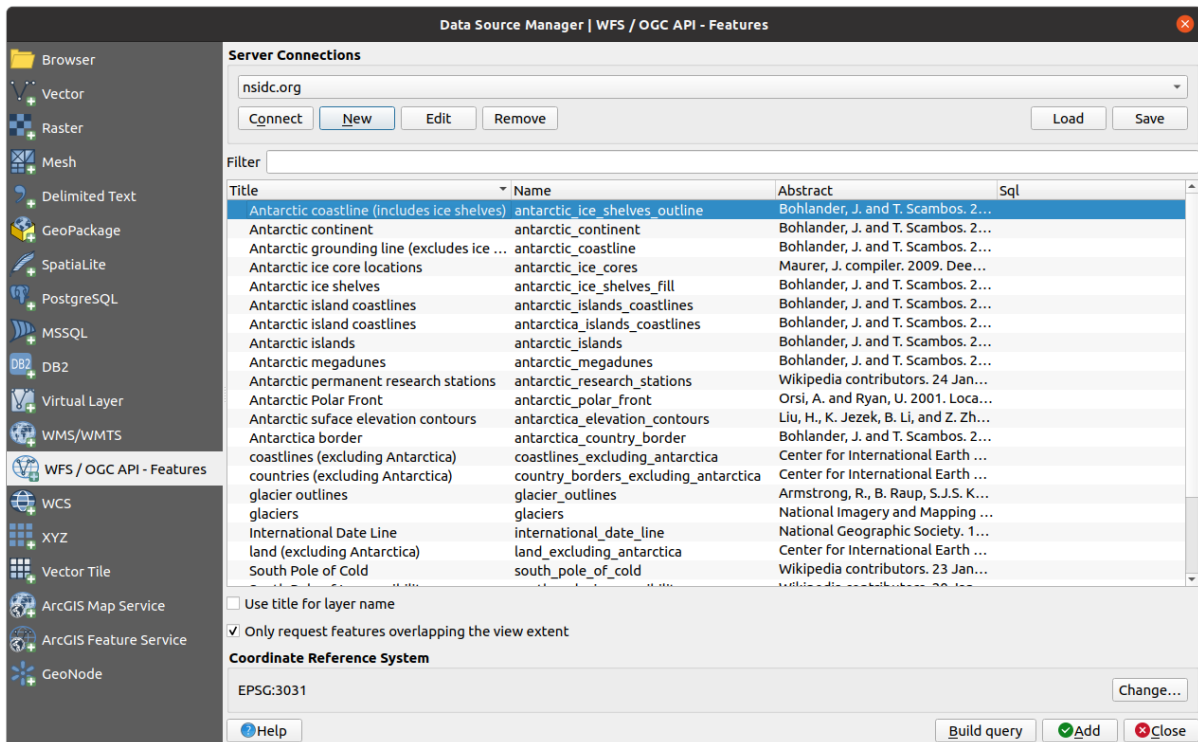 Data Source Manager | WFS / OGC API - Features
Browser
Vector
Raster
Mesh
Delimited Text
GeoPackage
SpatiaLite
PostgreSQL
MSSQL
DB2
Virtual Layer
WMS/WMTS
WFS / OGC API - Features
WCS
XYZ
Vector Tile
ArcGIS Map Service
ArcGIS Feature Service
GeoNode
Server Connections
nsidc.org
Connect New Edit Remove Load Save
Filter
Title Name Abstract Sql
Antarctic coastline (includes ice shelves) antarctic_ice_shelves_outline Bohlander, J. and T. Scambos. 2...
Antarctic continent antarctic_continent Bohlander, J. and T. Scambos. 2...
Antarctic grounding line (excludes ice ... antarctic_coastline Bohlander, J. and T. Scambos. 2...
Antarctic ice core locations antarctic_ice_cores Maurer, J. compiler. 2009. Dee...
Antarctic ice shelves antarctic_ice_shelves_fill Bohlander, J. and T. Scambos. 2...
Antarctic island coastlines antarctic_islands_coastlines Bohlander, J. and T. Scambos. 2...
Antarctic island coastlines antarctica_islands_coastlines Bohlander, J. and T. Scambos. 2...
Antarctic islands antarctic_islands Bohlander, J. and T. Scambos. 2...
Antarctic megadunes antarctic_megadunes Bohlander, J. and T. Scambos. 2...
Antarctic permanent research stations antarctic_research_stations Wikipedia contributors. 24 Jan...
Antarctic Polar Front antarctic_polar_front Orsi, A. and Ryan, U. 2001. Loca...
Antarctic suface elevation contours antarctica_elevation_contours Liu, H., K. Jezek, B. Li, and Z. Zh...
Antarctica border antarctica_country_border Bohlander, J. and T. Scambos. 2...
coastlines (excluding Antarctica) coastlines_excluding_antarctica Center for International Earth ...
countries (excluding Antarctica) country_borders_excluding_antarctica Center for International Earth ...
glacier outlines glacier_outlines Armstrong, R., B. Raup, S.J.S. K...
glaciers glaciers National Imagery and Mapping ...
International Date Line international_date_line National Geographic Society. 1...
land (excluding Antarctica) land_excluding_antarctica Center for International Earth ...
South Pole of Cold south_pole_of_cold Wikipedia contributors. 23 Jan...
Use title for layer name
Only request features overlapping the view extent
Coordinate Reference System
EPSG:3031
Change...
Help Build query Add Close